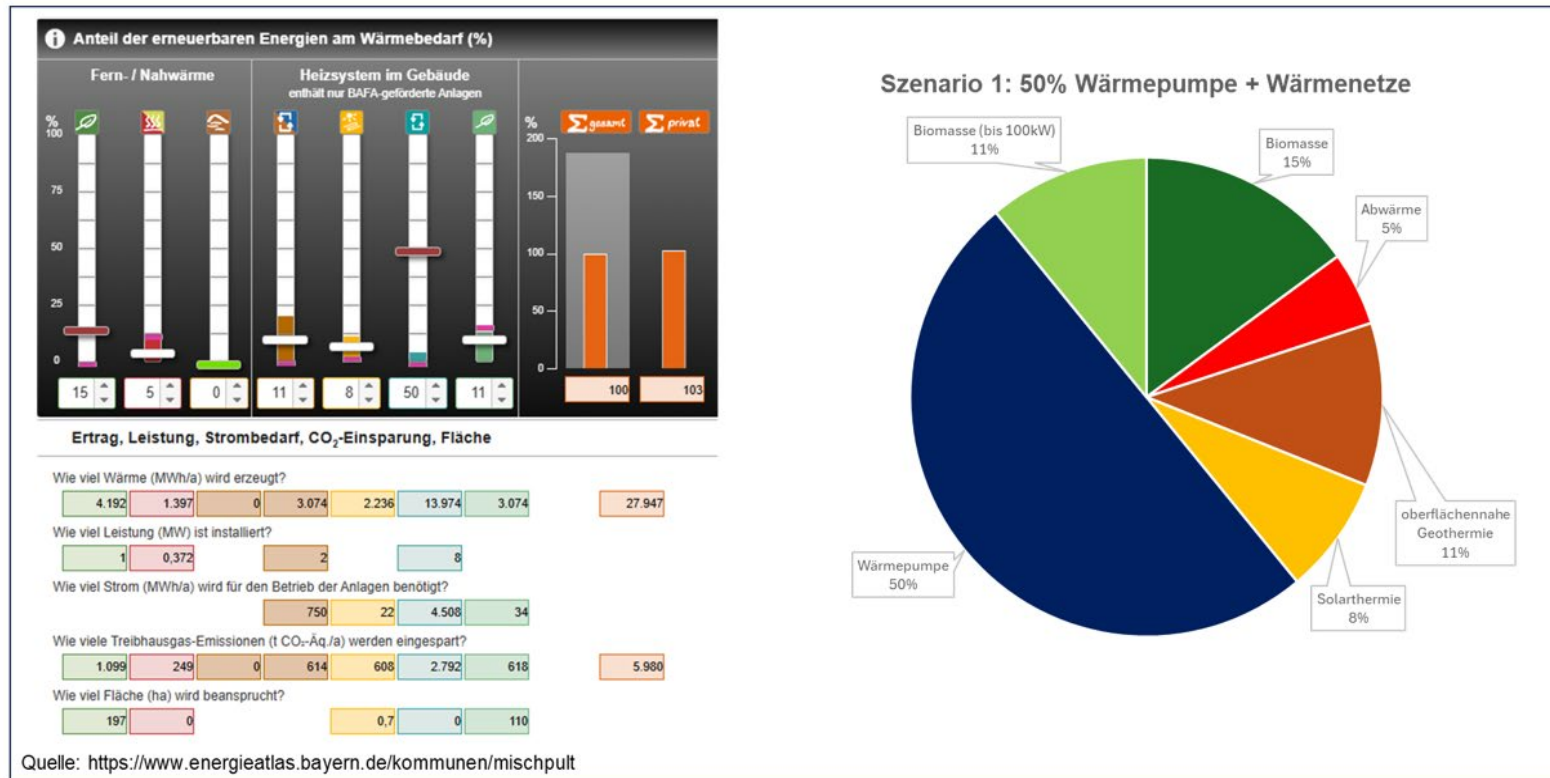 Anteil der erneuerbaren Energien am Wärmebedarf (%)
Fern- / Nahwärme
Heizsystem im Gebäude
enthält nur BAFA-geförderte Anlagen
%
100
75
50
25
0
%
200
150
100
50
0
Σ gesamt
Σ privat
15
5
0
11
8
50
11
100
103
Ertrag, Leistung, Strombedarf, CO₂-Einsparung, Fläche
Wie viel Wärme (MWh/a) wird erzeugt?
4.192
1.397
0
3.074
2.236
13.974
3.074
27.947
Wie viel Leistung (MW) ist installiert?
1
0,372
2
8
Wie viel Strom (MWh/a) wird für den Betrieb der Anlagen benötigt?
750
22
4.508
34
Wie viele Treibhausgas-Emissionen (t CO₂-Äq./a) werden eingespart?
1.099
249
0
614
608
2.792
618
5.980
Wie viel Fläche (ha) wird beansprucht?
197
0
0,7
0
110
Quelle: https://www.energieatlas.bayern.de/kommunen/mischpult
Szenario 1: 50% Wärmepumpe + Wärmenetze
Biomasse (bis 100kW)
11%
Biomasse
15%
Abwärme
5%
oberflächennahe
Geothermie
11%
Solarthermie
8%
Wärmepumpe
50%